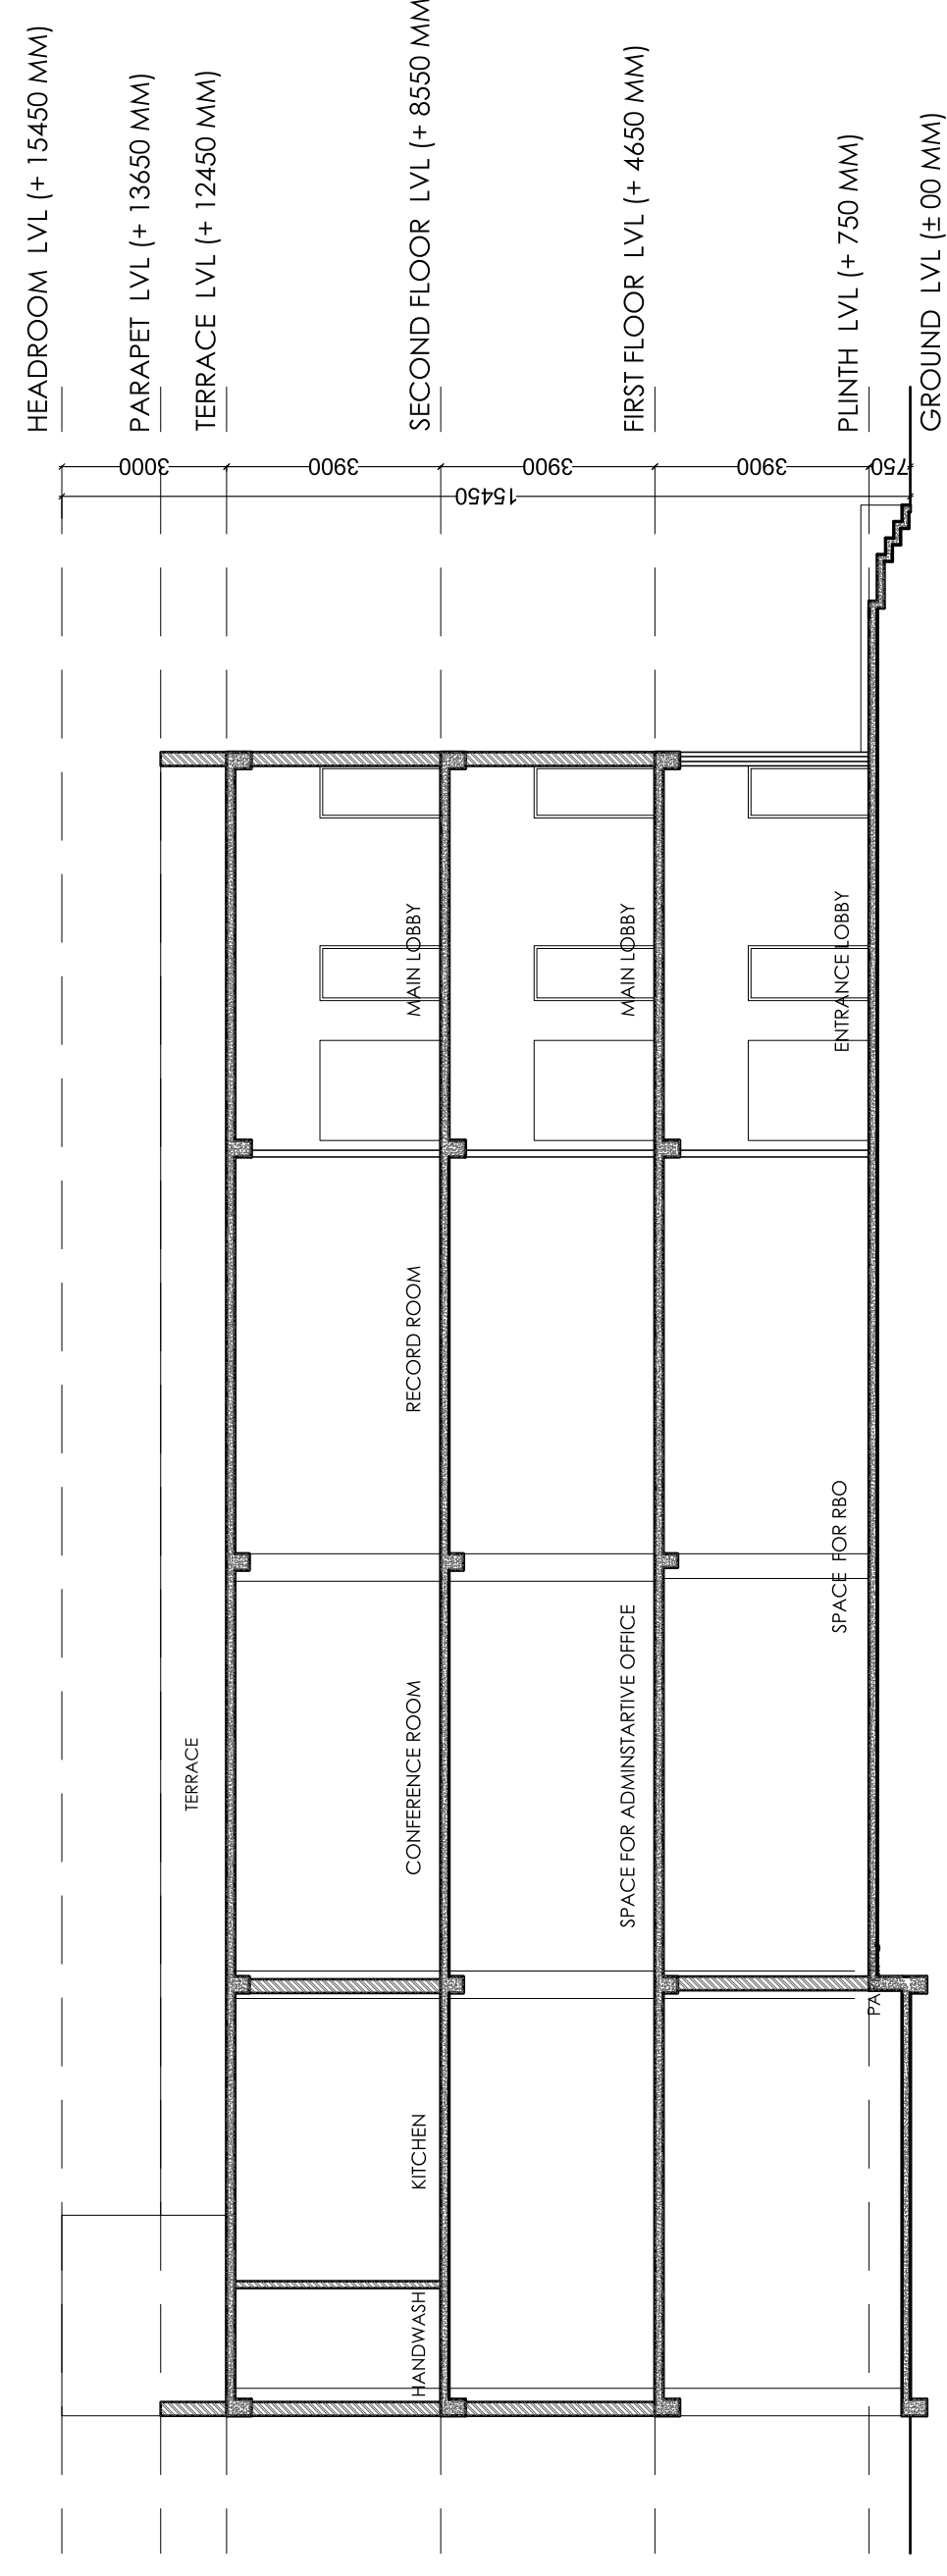 HEADROOM LVL (+ 15450 MM)
PARAPET LVL (+ 13650 MM)
TERRACE LVL (+ 12450 MM)
SECOND FLOOR LVL (+ 8550 MM
FIRST FLOOR LVL (+ 4650 MM)
PLINTH LVL (+ 750 MM)
GROUND LVL (± 00 MM)
3000
3900
3900
3900
750
15450
TERRACE
HANDWASH
KITCHEN
CONFERENCE ROOM
RECORD ROOM
MAIN LOBBY
SPACE FOR ADMINSTARTIVE OFFICE
MAIN LOBBY
PA
SPACE FOR RBO
ENTRANCE LOBBY